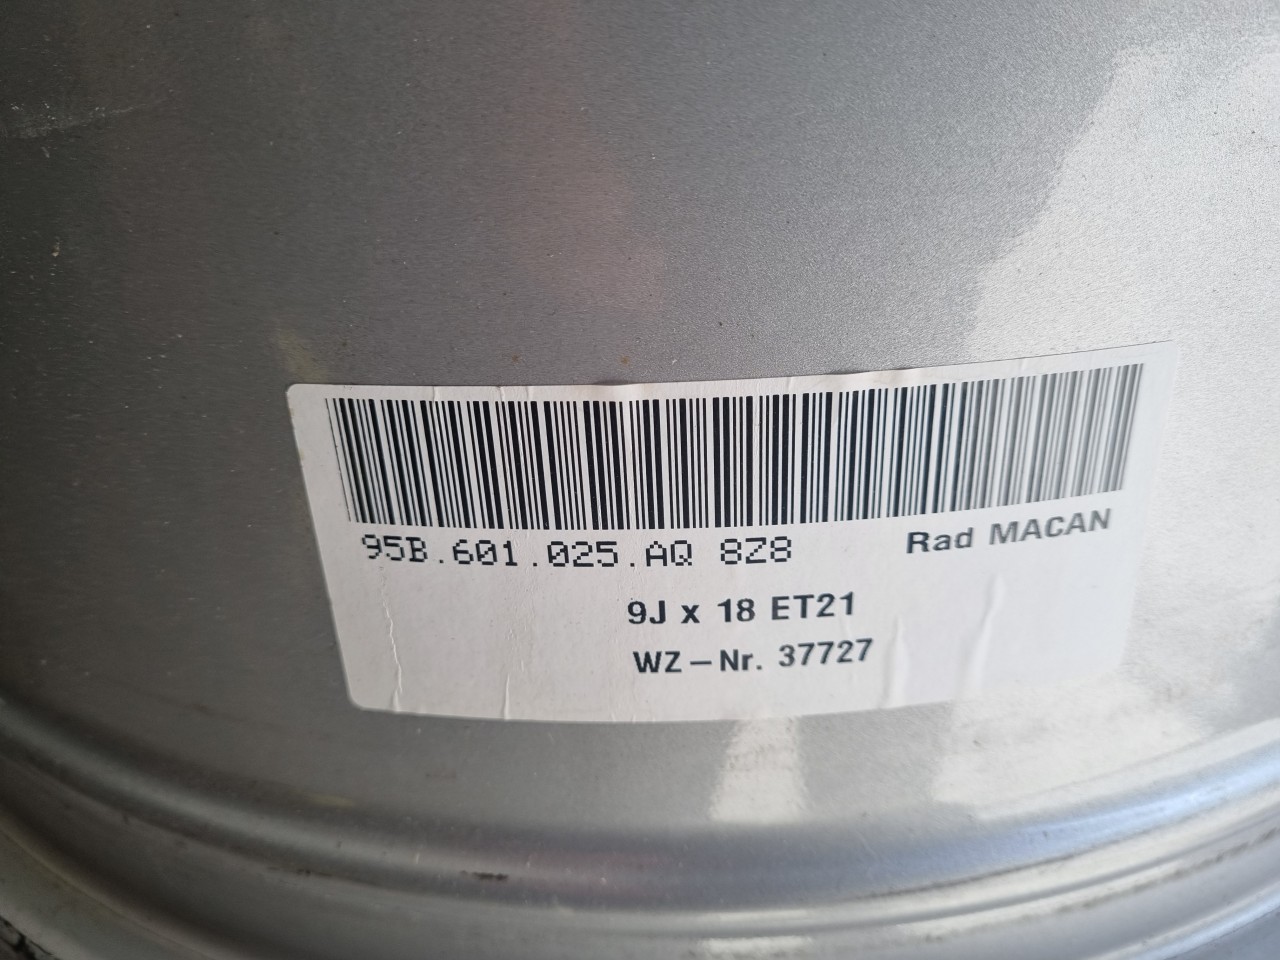 95B.601.025.AQ 8Z8 Rad MACAN
9J x 18 ET21
WZ-Nr. 37727